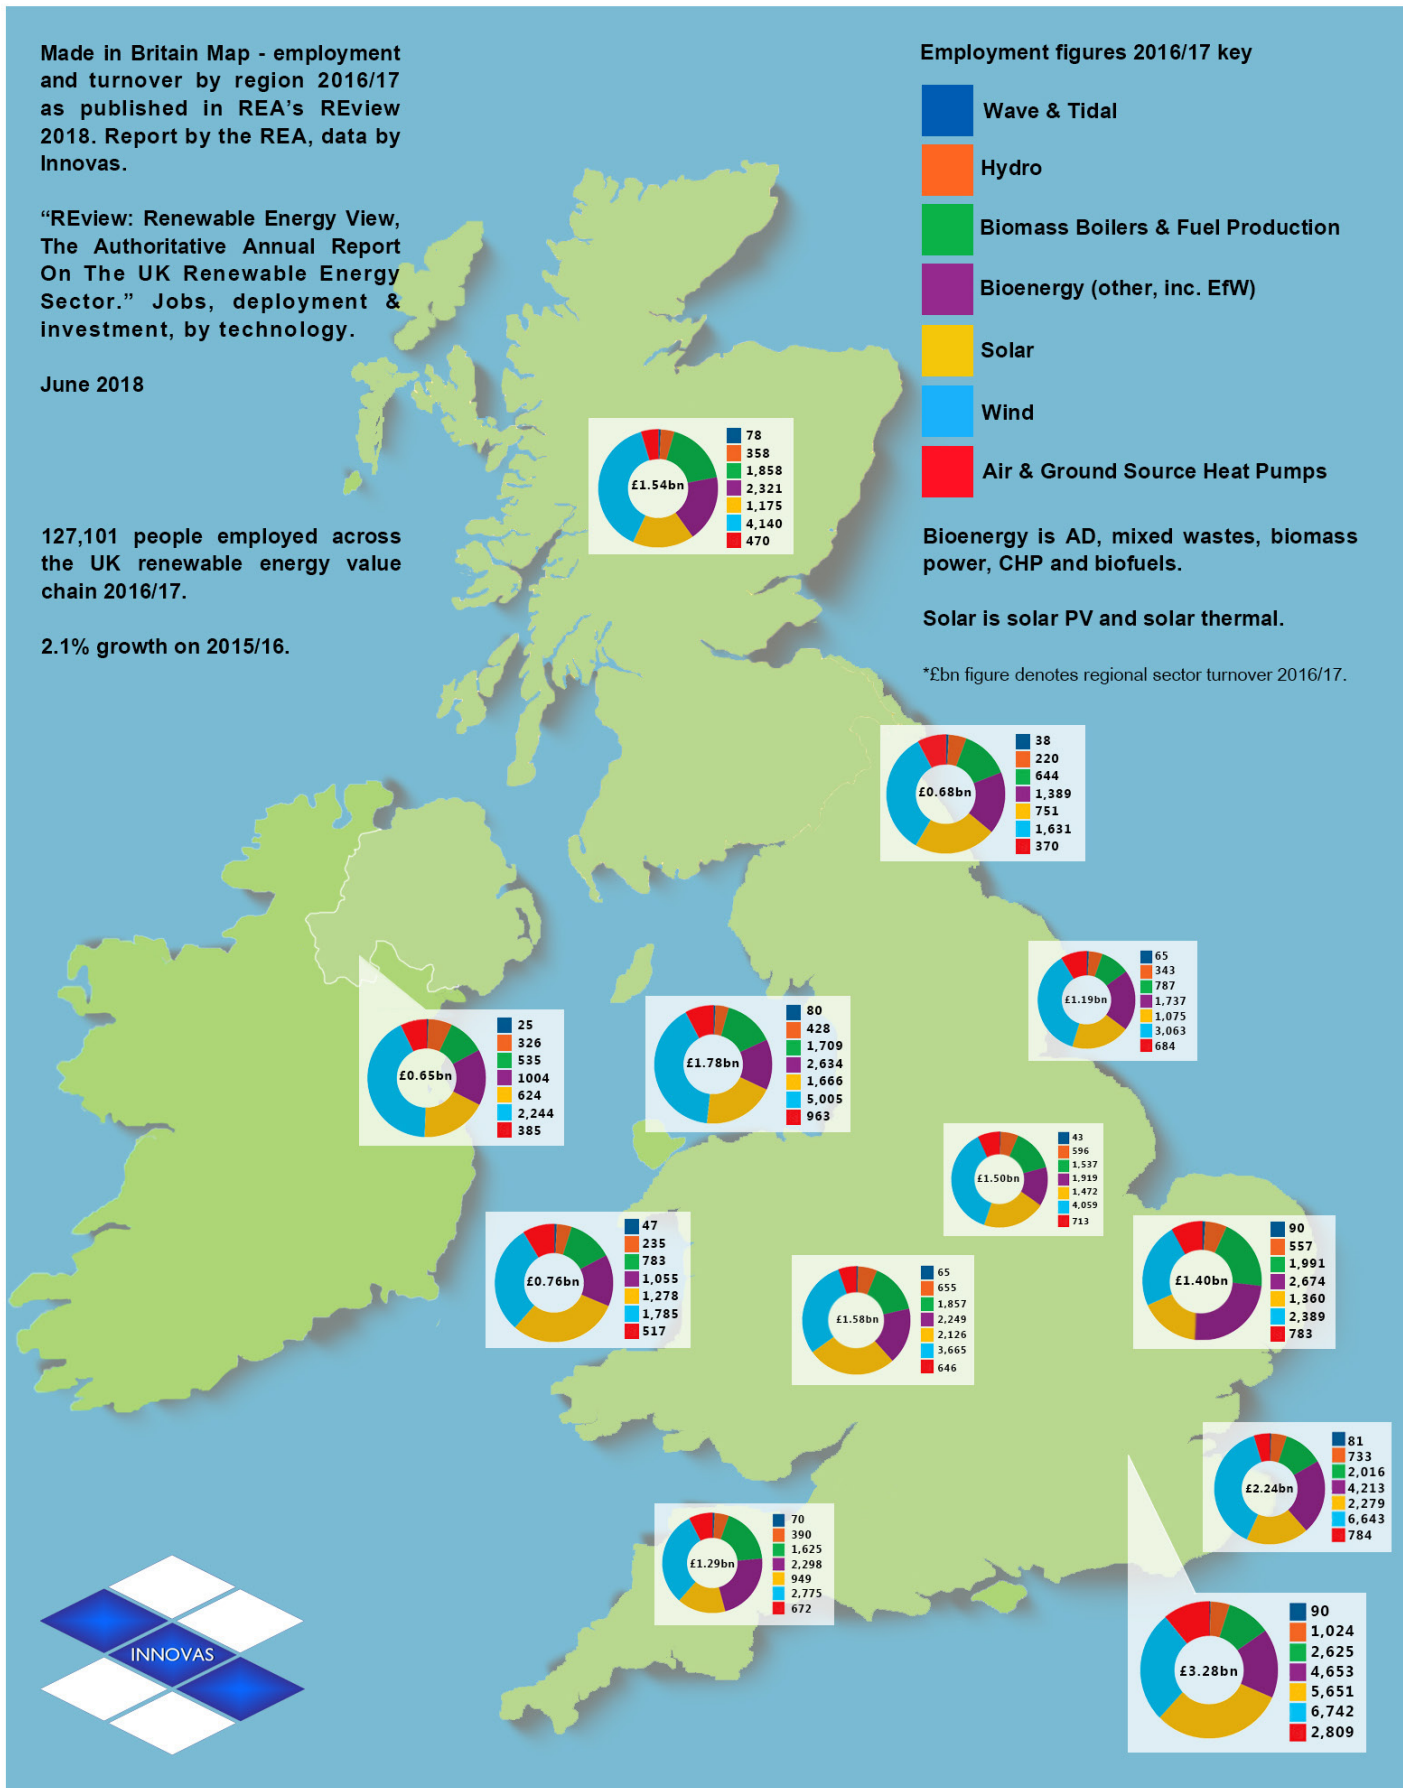 Made in Britain Map - employment
and turnover by region 2016/17
as published in REA's REview
2018. Report by the REA, data by
Innovas.
“REview: Renewable Energy View,
The Authoritative Annual Report
On The UK Renewable Energy
Sector.” Jobs, deployment &
investment, by technology.
June 2018
127,101 people employed across
the UK renewable energy value
chain 2016/17.
2.1% growth on 2015/16.
Employment figures 2016/17 key
Wave & Tidal
Hydro
Biomass Boilers & Fuel Production
Bioenergy (other, inc. EfW)
Solar
Wind
Air & Ground Source Heat Pumps
Bioenergy is AD, mixed wastes, biomass
power, CHP and biofuels.
Solar is solar PV and solar thermal.
*£bn figure denotes regional sector turnover 2016/17.
£1.54bn
78
358
1,858
2,321
1,175
4,140
470
£0.68bn
38
220
644
1,389
751
1,631
370
£1.19bn
65
343
787
1,737
1,075
3,063
684
£0.65bn
25
326
535
1004
624
2,244
385
£1.78bn
80
428
1,709
2,634
1,666
5,005
963
£1.50bn
43
596
1,537
1,919
1,472
4,059
713
£0.76bn
47
235
783
1,055
1,278
1,785
517
£1.58bn
65
655
1,857
2,249
2,126
3,665
646
£1.40bn
90
557
1,991
2,674
1,360
2,389
783
£2.24bn
81
733
2,016
4,213
2,279
6,643
784
£1.29bn
70
390
1,625
2,298
949
2,775
672
£3.28bn
90
1,024
2,625
4,653
5,651
6,742
2,809
INNOVAS